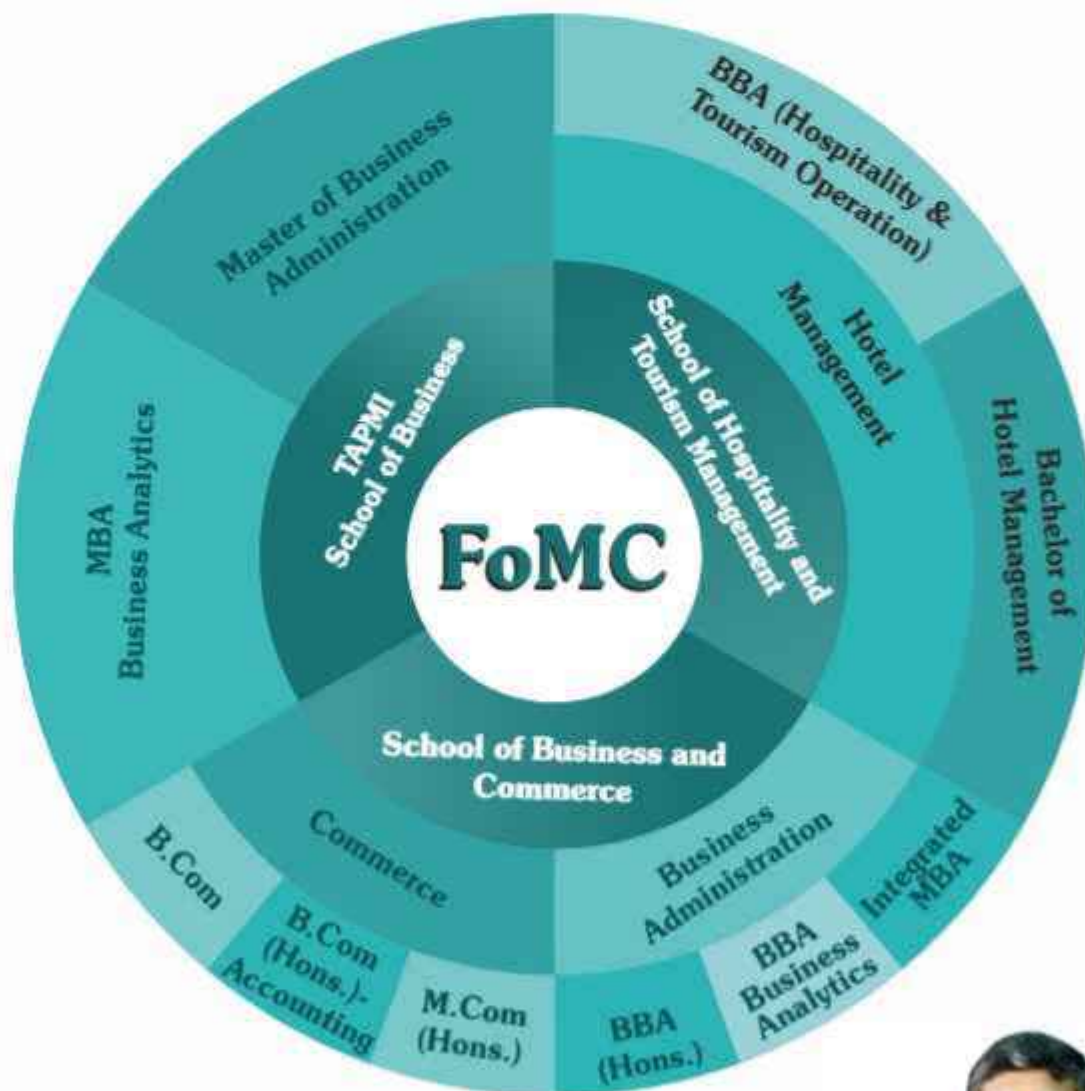 FoMC
TAPMI
School of Business
School of Hospitality and
Tourism Management
School of Business and
Commerce
Master of Business
Administration
MBA
Business Analytics
BBA (Hospitality &
Tourism Operation)
Hotel
Management
Bachelor of
Hotel Management
Commerce
B.Com
B.Com
(Hons.)-
Accounting
M.Com
(Hons.)
Business
Administration
BBA
(Hons.)
BBA
Business
Analytics
Integrated
MBA